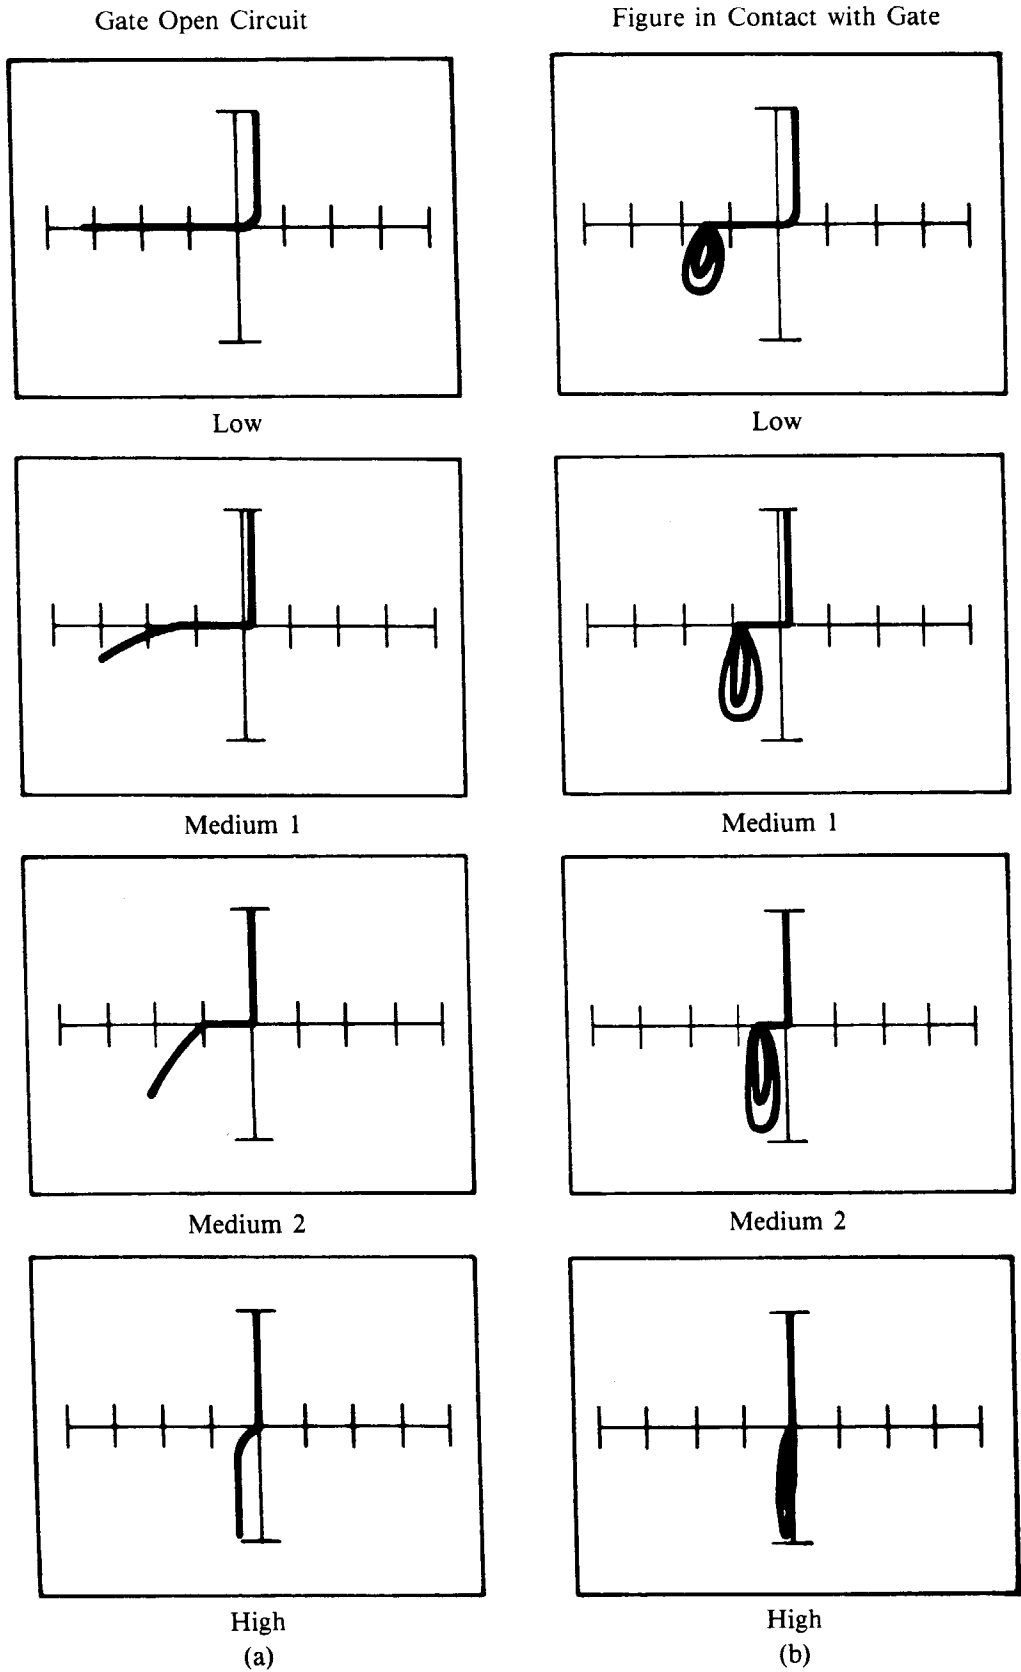 Gate Open Circuit
Figure in Contact with Gate
Low
Low
Medium 1
Medium 1
Medium 2
Medium 2
High
High
(a)
(b)